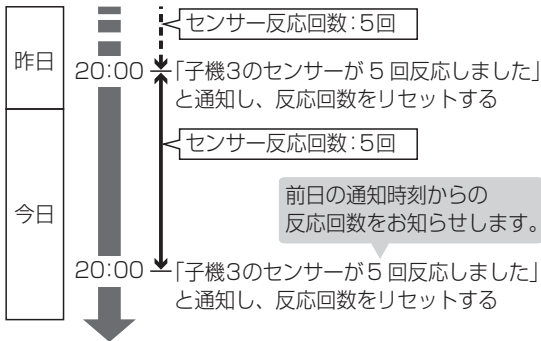 センサー反応回数：5回
昨日
20:00
「子機3のセンサーが 5 回反応しました」
と通知し、反応回数をリセットする
センサー反応回数：5回
今日
前日の通知時刻からの
反応回数をお知らせします。
20:00
「子機3のセンサーが5 回反応しました」
と通知し、反応回数をリセットする